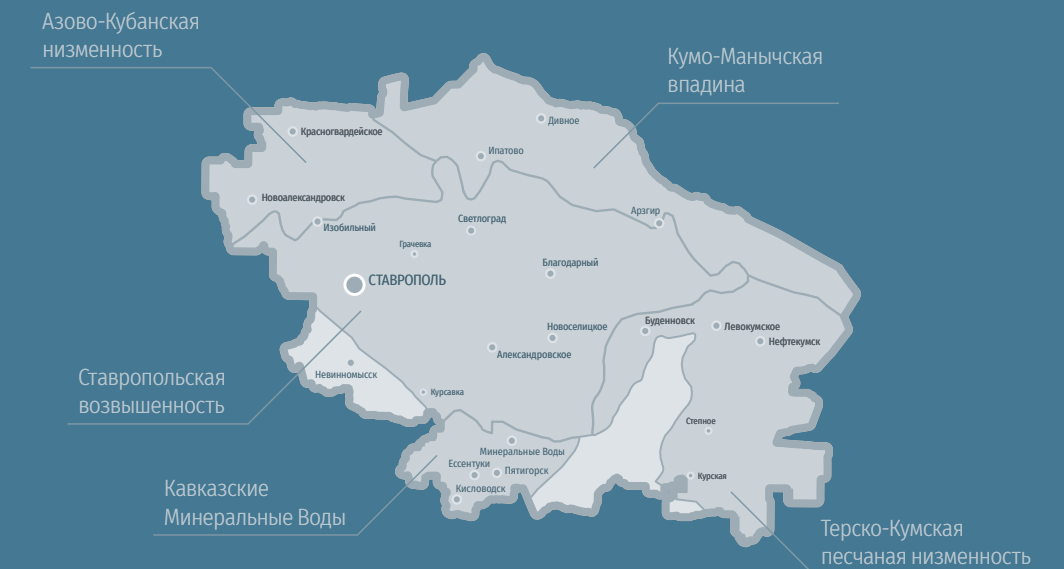 Азово-Кубанская
низменность
Кумо-Манычская
впадина
Дивное
Красногвардейское
Ипатово
Новоалександровск
Арзгир
Изобильный
Светлоград
Грачевка
Благодарный
СТАВРОПОЛЬ
Новоселицкое
Буденновск
Левокумское
Нефтекумск
Александровское
Невинномысск
Курсавка
Ставропольская
возвышенность
Степное
Минеральные Воды
Ессентуки
Пятигорск
Курская
Кисловодск
Кавказские
Минеральные Воды
Терско-Кумская
песчаная низменность